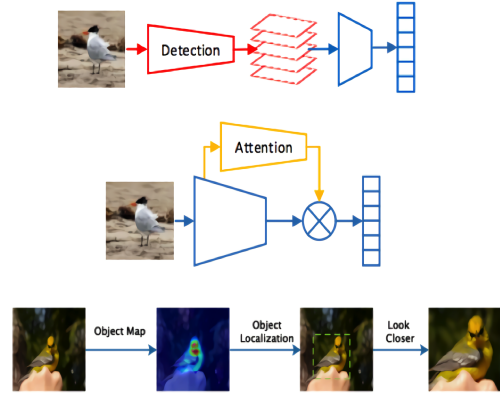 Detection
Attention
Object Map
Object
Localization
Look
Closer